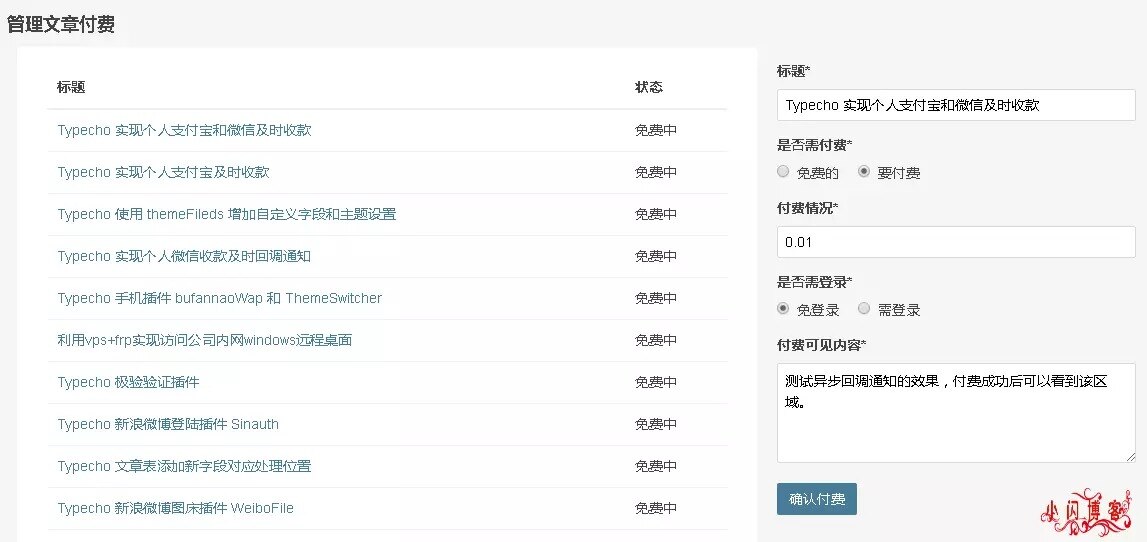 管理文章付费
标题 状态
Typecho 实现个人支付宝和微信及时收款 免费中
Typecho 实现个人支付宝及时收款 免费中
Typecho 使用 themeFileds 增加自定义字段和主题设置 免费中
Typecho 实现个人微信收款及时回调通知 免费中
Typecho 手机插件 bufannaoWap 和 ThemeSwitcher 免费中
利用vps+frp实现访问公司内网windows远程桌面 免费中
Typecho 极验验证插件 免费中
Typecho 新浪微博登陆插件 Sinauth 免费中
Typecho 文章表添加新字段对应处理位置 免费中
Typecho 新浪微博图床插件 WeiboFile 免费中
标题*
Typecho 实现个人支付宝和微信及时收款
是否需付费*
免费的 要付费
付费情况*
0.01
是否需登录*
免登录 需登录
付费可见内容*
测试异步回调通知的效果，付费成功后可以看到该区
域。
确认付费
小闪博客